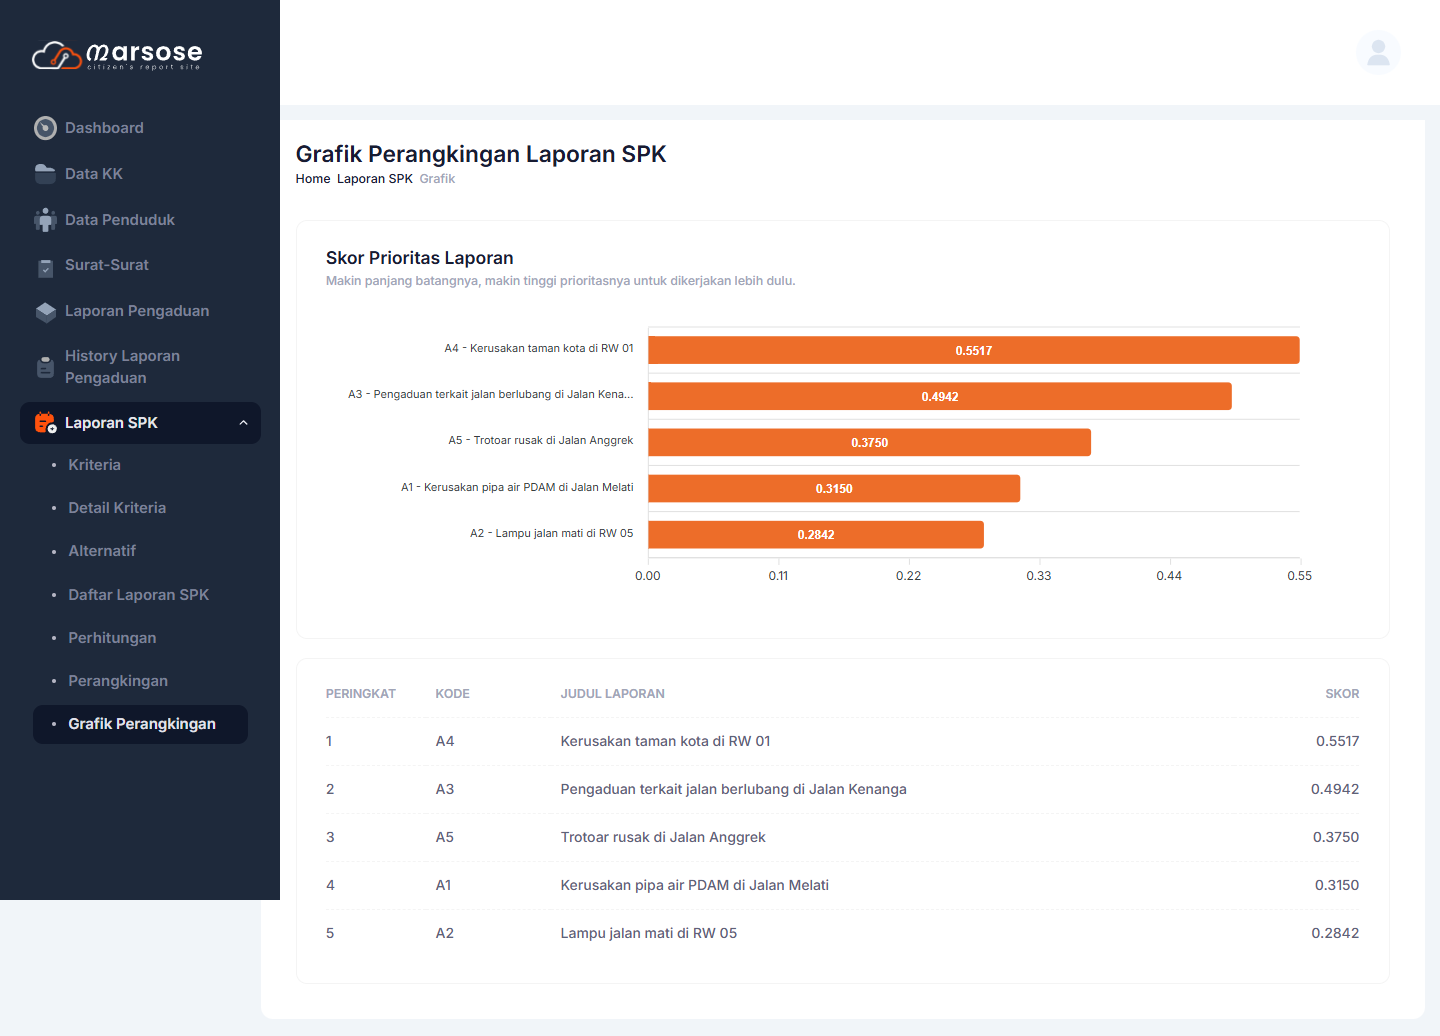 marsose
citizen's report site
Dashboard
Data KK
Data Penduduk
Surat-Surat
Laporan Pengaduan
History Laporan
Pengaduan
Laporan SPK
Kriteria
Detail Kriteria
Alternatif
Daftar Laporan SPK
Perhitungan
Perangkingan
Grafik Perangkingan
Grafik Perangkingan Laporan SPK
Home Laporan SPK Grafik
Skor Prioritas Laporan
Makin panjang batangnya, makin tinggi prioritasnya untuk dikerjakan lebih dulu.
A4 - Kerusakan taman kota di RW 01 0.5517
A3 - Pengaduan terkait jalan berlubang di Jalan Kena... 0.4942
A5 - Trotoar rusak di Jalan Anggrek 0.3750
A1 - Kerusakan pipa air PDAM di Jalan Melati 0.3150
A2 - Lampu jalan mati di RW 05 0.2842
0.00 0.11 0.22 0.33 0.44 0.55
PERINGKAT KODE JUDUL LAPORAN SKOR
1 A4 Kerusakan taman kota di RW 01 0.5517
2 A3 Pengaduan terkait jalan berlubang di Jalan Kenanga 0.4942
3 A5 Trotoar rusak di Jalan Anggrek 0.3750
4 A1 Kerusakan pipa air PDAM di Jalan Melati 0.3150
5 A2 Lampu jalan mati di RW 05 0.2842